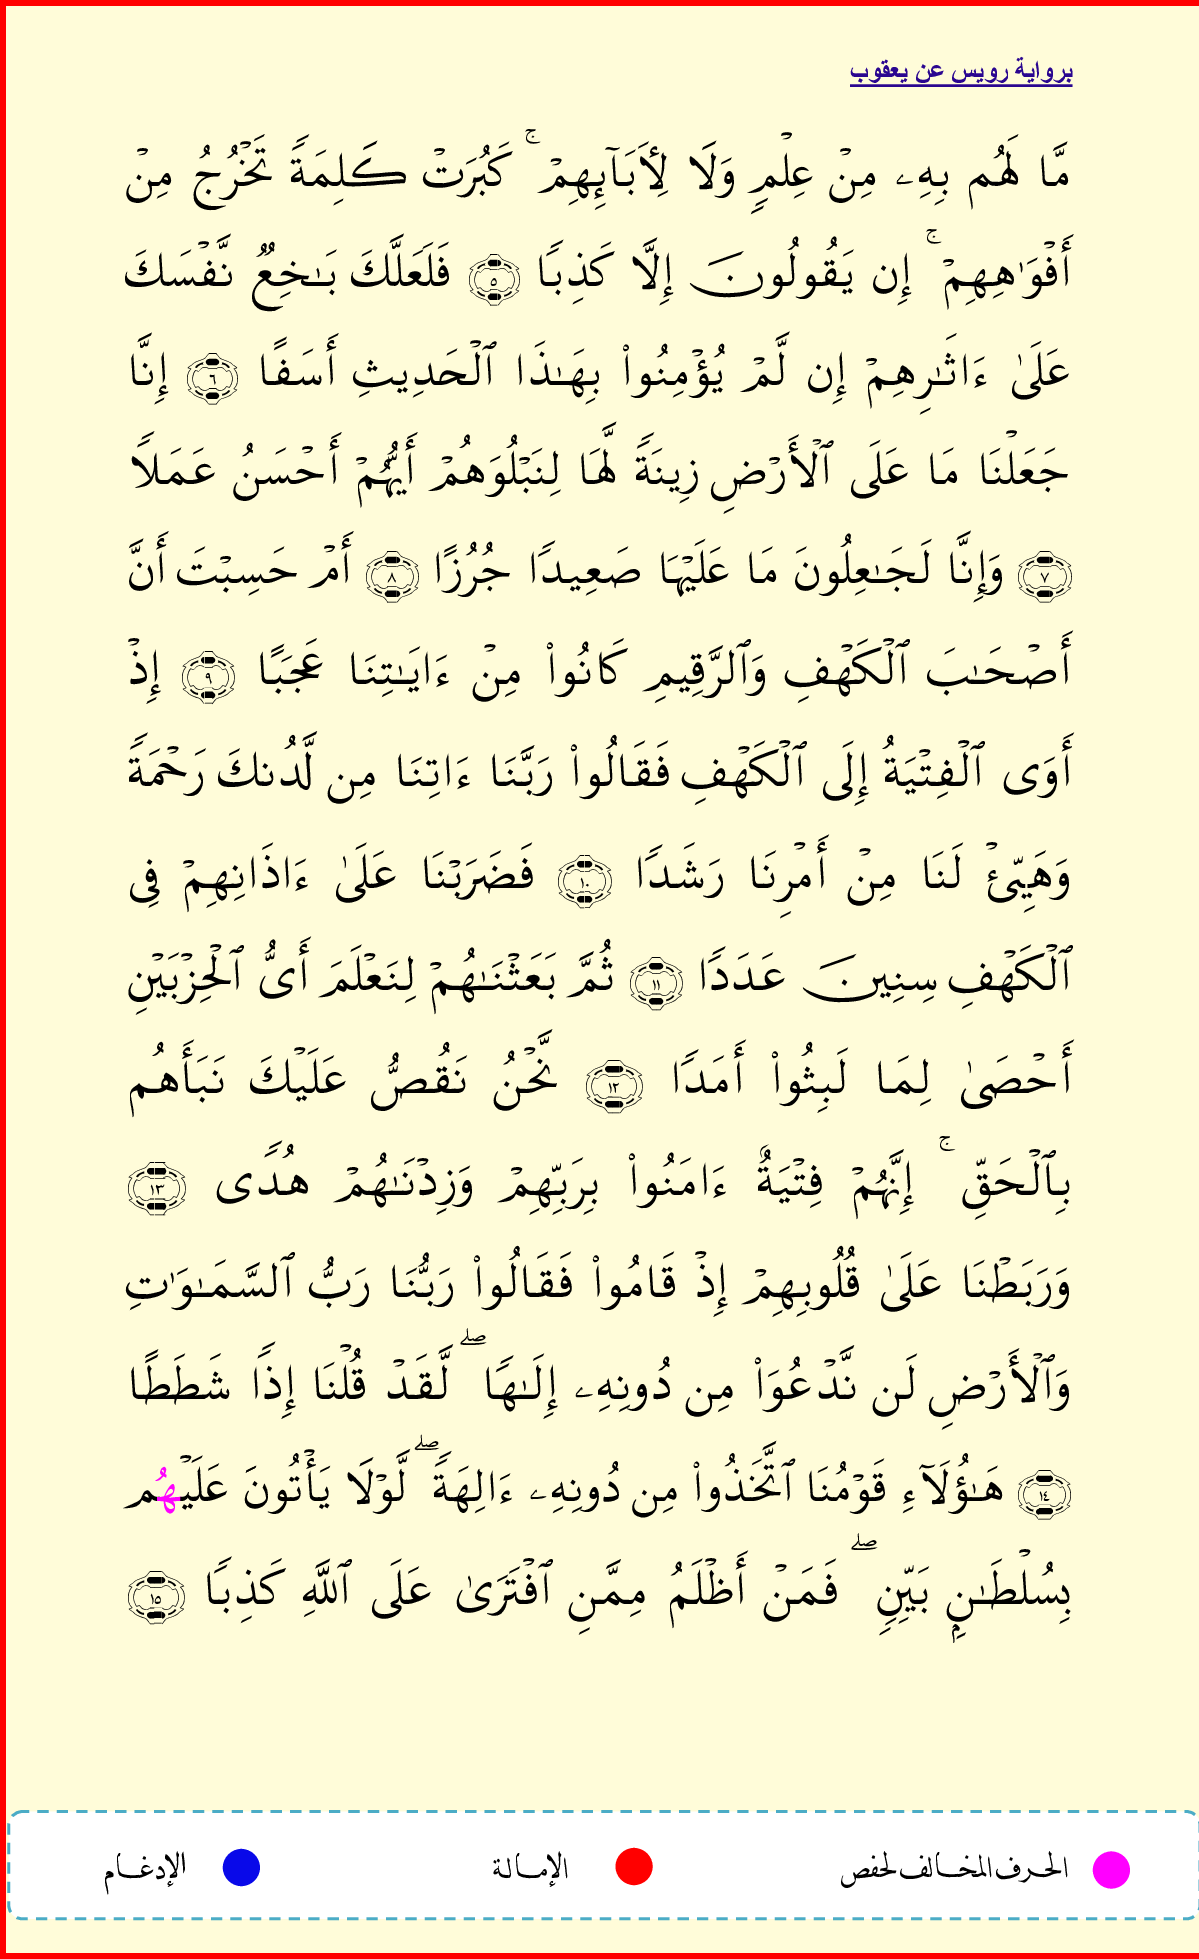 برواية رويس عن يعقوب
مَّا لَهُم بِهِۦ مِنْ عِلْمٍۢ وَلَا لِأَبَآئِهِمْ ۚ كَبُرَتْ كَلِمَةً تَخْرُجُ مِنْ
أَفْوَٰهِهِمْ ۚ إِن يَقُولُونَ إِلَّا كَذِبًا ٥ فَلَعَلَّكَ بَـٰخِعٌ نَّفْسَكَ
عَلَىٰ ءَاثَـٰرِهِمْ إِن لَّمْ يُؤْمِنُوا۟ بِهَـٰذَا ٱلْحَدِيثِ أَسَفًا ٦ إِنَّا
جَعَلْنَا مَا عَلَى ٱلْأَرْضِ زِينَةً لَّهَا لِنَبْلُوَهُمْ أَيُّهُمْ أَحْسَنُ عَمَلًا
٧ وَإِنَّا لَجَـٰعِلُونَ مَا عَلَيْهَا صَعِيدًا جُرُزًا ٨ أَمْ حَسِبْتَ أَنَّ
أَصْحَـٰبَ ٱلْكَهْفِ وَٱلرَّقِيمِ كَانُوا۟ مِنْ ءَايَـٰتِنَا عَجَبًا ٩ إِذْ
أَوَى ٱلْفِتْيَةُ إِلَى ٱلْكَهْفِ فَقَالُوا۟ رَبَّنَا ءَاتِنَا مِن لَّدُنكَ رَحْمَةً
وَهَيِّئْ لَنَا مِنْ أَمْرِنَا رَشَدًا ١٠ فَضَرَبْنَا عَلَىٰ ءَاذَانِهِمْ فِى
ٱلْكَهْفِ سِنِينَ عَدَدًا ١١ ثُمَّ بَعَثْنَـٰهُمْ لِنَعْلَمَ أَىُّ ٱلْحِزْبَيْنِ
أَحْصَىٰ لِمَا لَبِثُوا۟ أَمَدًا ١٢ نَّحْنُ نَقُصُّ عَلَيْكَ نَبَأَهُم
بِٱلْحَقِّ ۚ إِنَّهُمْ فِتْيَةٌ ءَامَنُوا۟ بِرَبِّهِمْ وَزِدْنَـٰهُمْ هُدًى ١٣
وَرَبَطْنَا عَلَىٰ قُلُوبِهِمْ إِذْ قَامُوا۟ فَقَالُوا۟ رَبُّنَا رَبُّ ٱلسَّمَـٰوَٰتِ
وَٱلْأَرْضِ لَن نَّدْعُوَا۟ مِن دُونِهِۦ إِلَـٰهًا ۖ لَّقَدْ قُلْنَا إِذًا شَطَطًا
١٤ هَـٰؤُلَآءِ قَوْمُنَا ٱتَّخَذُوا۟ مِن دُونِهِۦ ءَالِهَةً ۖ لَّوْلَا يَأْتُونَ عَلَيْهُم
بِسُلْطَـٰنٍۭ بَيِّنٍ ۖ فَمَنْ أَظْلَمُ مِمَّنِ ٱفْتَرَىٰ عَلَى ٱللَّهِ كَذِبًا ١٥
الحرف المخالف لحفص الإمالة الإدغام